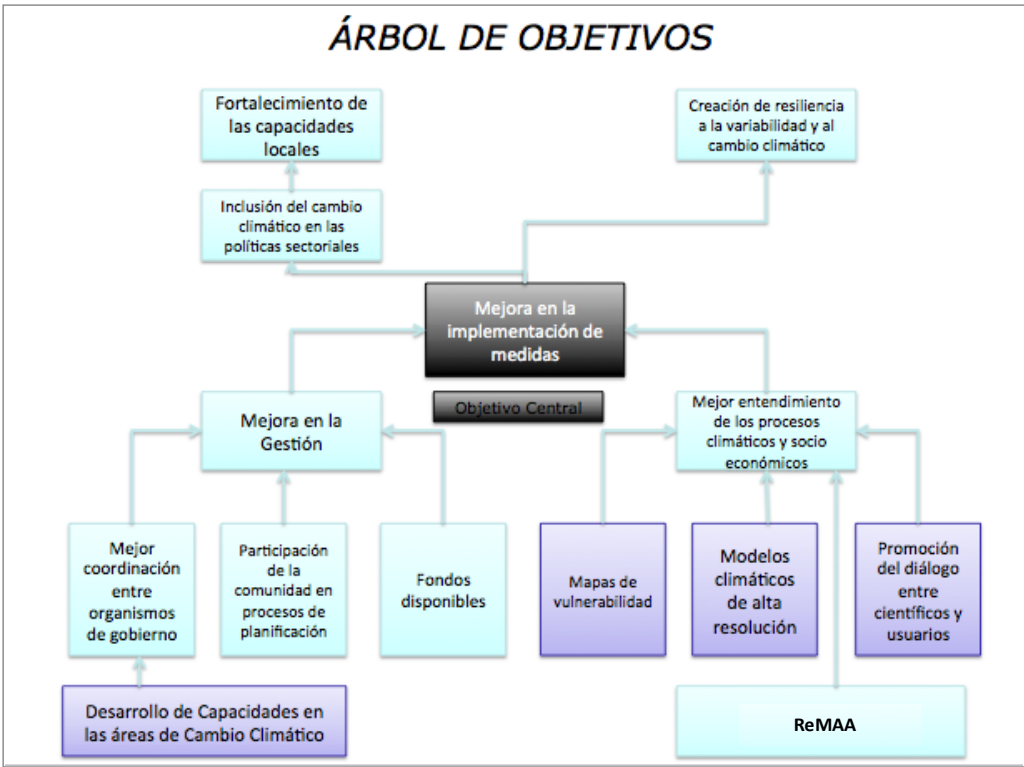 ÁRBOL DE OBJETIVOS
Fortalecimiento de
las capacidades
locales
Creación de resiliencia
a la variabilidad y al
cambio climático
Inclusión del cambio
climático en las
políticas sectoriales
Mejora en la
implementación de
medidas
Objetivo Central
Mejora en la
Gestión
Mejor entendimiento
de los procesos
climáticos y socio
económicos
Mejor
coordinación
entre
organismos
de gobierno
Participación
de la
comunidad en
procesos de
planificación
Fondos
disponibles
Mapas de
vulnerabilidad
Modelos
climáticos
de alta
resolución
Promoción
del diálogo
entre
científicos y
usuarios
Desarrollo de Capacidades en
las áreas de Cambio Climático
ReMAA